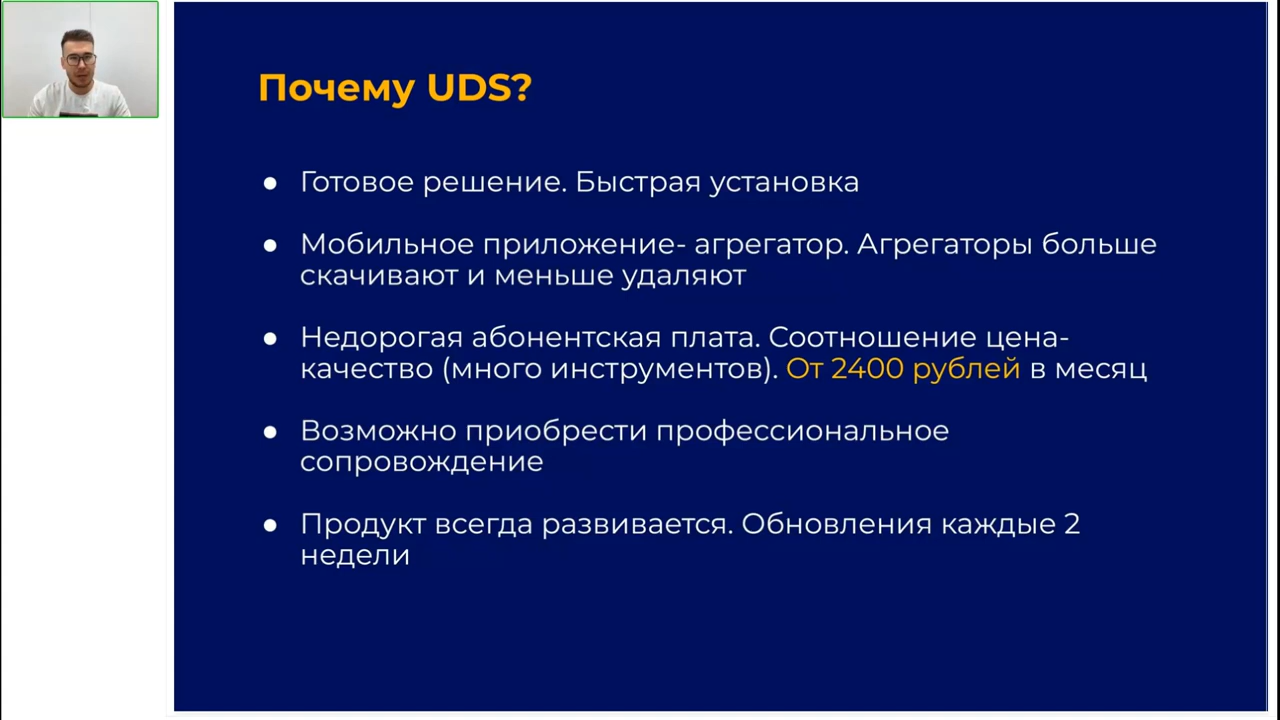 Почему UDS?
● Готовое решение. Быстрая установка
● Мобильное приложение- агрегатор. Агрегаторы больше
скачивают и меньше удаляют
● Недорогая абонентская плата. Соотношение цена-
качество (много инструментов). От 2400 рублей в месяц
● Возможно приобрести профессиональное
сопровождение
● Продукт всегда развивается. Обновления каждые 2
недели